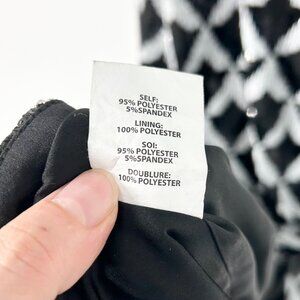 SELF:
95% POLYESTER
5%SPANDEX
LINING:
100% POLYESTER
SOI:
95% POLYESTER
5%SPANDEX
DOUBLURE:
100% POLYESTER